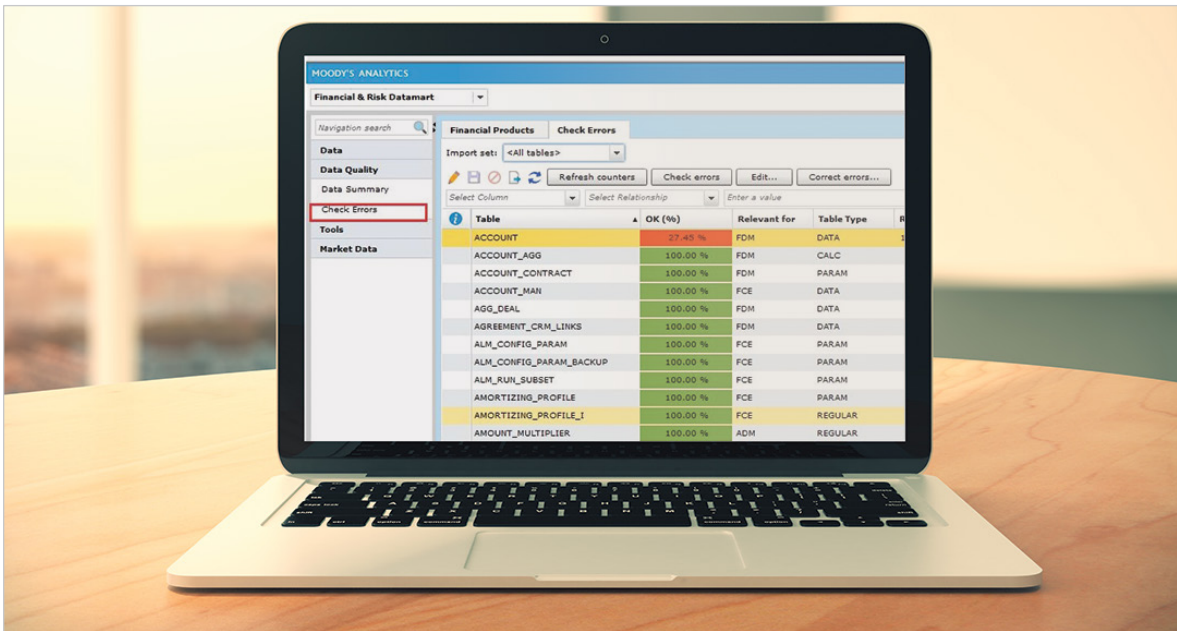 MOODY'S ANALYTICS
Financial & Risk Datamart
Navigation search
Data
Data Quality
Data Summary
Check Errors
Tools
Market Data
Financial Products Check Errors
Import set: <All tables>
Refresh counters Check errors Edit... Correct errors...
Select Column Select Relationship Enter a value
Table OK (%) Relevant for Table Type R
ACCOUNT 27.45 % FDM DATA 1
ACCOUNT_AGG 100.00 % FDM CALC
ACCOUNT_CONTRACT 100.00 % FDM PARAM
ACCOUNT_MAN 100.00 % FCE DATA
AGG_DEAL 100.00 % FDM DATA
AGREEMENT_CRM_LINKS 100.00 % FDM DATA
ALM_CONFIG_PARAM 100.00 % FCE PARAM
ALM_CONFIG_PARAM_BACKUP 100.00 % FCE PARAM
ALM_RUN_SUBSET 100.00 % FCE PARAM
AMORTIZING_PROFILE 100.00 % FCE PARAM
AMORTIZING_PROFILE_I 100.00 % FCE REGULAR
AMOUNT_MULTIPLIER 100.00 % ADM REGULAR